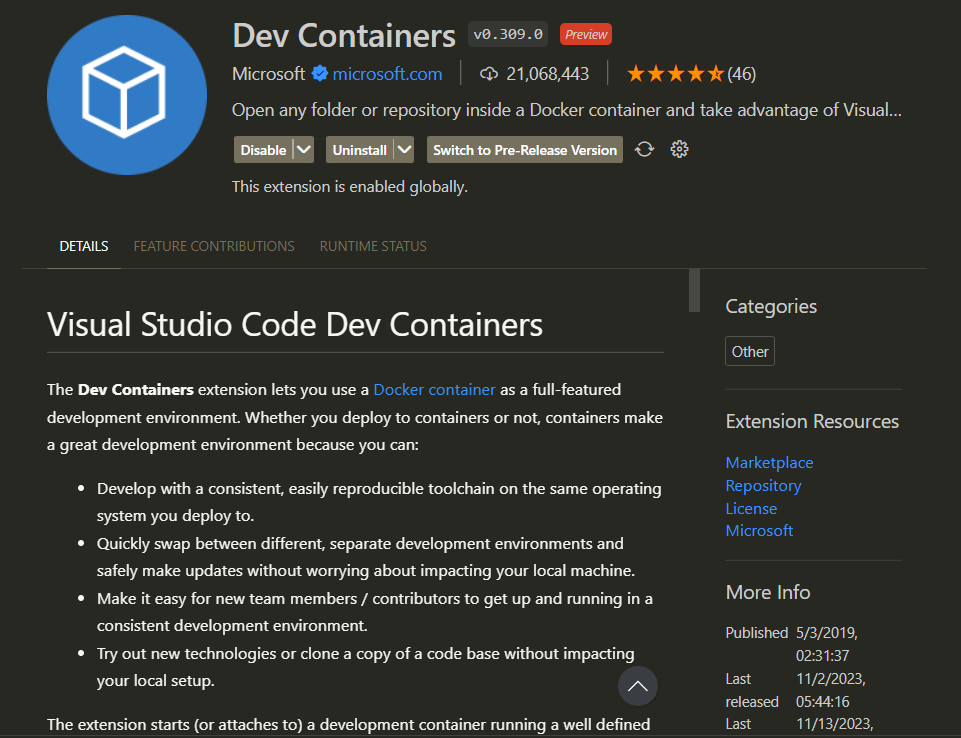 Dev Containers v0.309.0 Preview
Microsoft microsoft.com 21,068,443 (46)
Open any folder or repository inside a Docker container and take advantage of Visual...
Disable Uninstall Switch to Pre-Release Version
This extension is enabled globally.
DETAILS FEATURE CONTRIBUTIONS RUNTIME STATUS
Visual Studio Code Dev Containers
The Dev Containers extension lets you use a Docker container as a full-featured
development environment. Whether you deploy to containers or not, containers make
a great development environment because you can:
• Develop with a consistent, easily reproducible toolchain on the same operating
system you deploy to.
• Quickly swap between different, separate development environments and
safely make updates without worrying about impacting your local machine.
• Make it easy for new team members / contributors to get up and running in a
consistent development environment.
• Try out new technologies or clone a copy of a code base without impacting
your local setup.
The extension starts (or attaches to) a development container running a well defined
Categories
Other
Extension Resources
Marketplace
Repository
License
Microsoft
More Info
Published 5/3/2019,
02:31:37
Last 11/2/2023,
released 05:44:16
Last 11/13/2023,